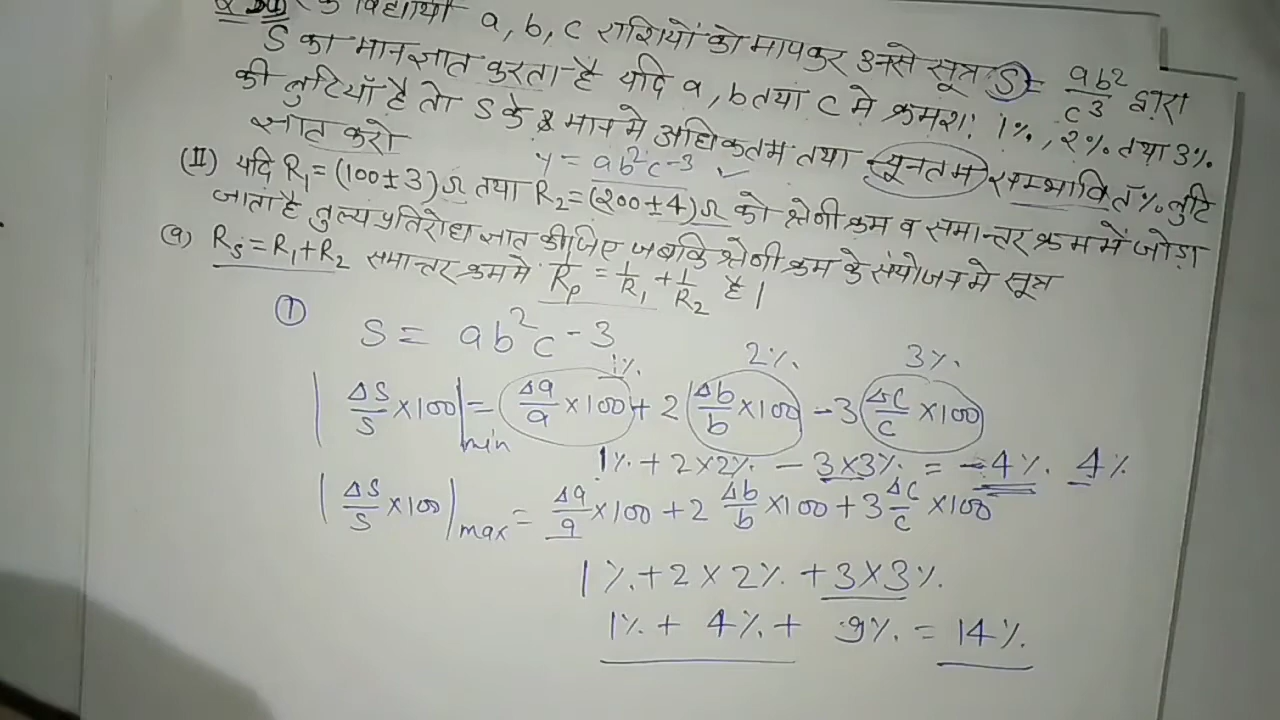 विद्यार्थी a, b, c राशियों को मापकर उनसे सूत्र S = ab²/c³ द्वारा
S का मान ज्ञात करता है यदि a, b तथा c मे क्रमशः 1%, 2% तथा 3%
की त्रुटियाँ है तो S के मान मे अधिकतम तथा न्यूनतम सम्भावित % त्रुटि
ज्ञात करो
y = ab²c-3 ✓
(II) यदि R₁ = (100 ± 3) Ω तथा R₂ = (200 ± 4) Ω को श्रेणीक्रम व समान्तर क्रम में जोड़ा
जाता है तुल्य प्रतिरोध ज्ञात कीजिए जबकि श्रेणीक्रम के संयोजन मे सूत्र
(a) Rs = R₁ + R₂ समान्तर क्रम मे 1/Rp = 1/R₁ + 1/R₂ है।
① S = ab²c-3
1% 2% 3%
|ΔS/S × 100|min = Δa/a × 100 + 2 |Δb/b × 100 - 3 Δc/c × 100
1% + 2×2% - 3×3% = -4% 4%
|ΔS/S × 100|max = Δa/a × 100 + 2 Δb/b × 100 + 3 Δc/c × 100
1% + 2×2% + 3×3%
1% + 4% + 9% = 14%